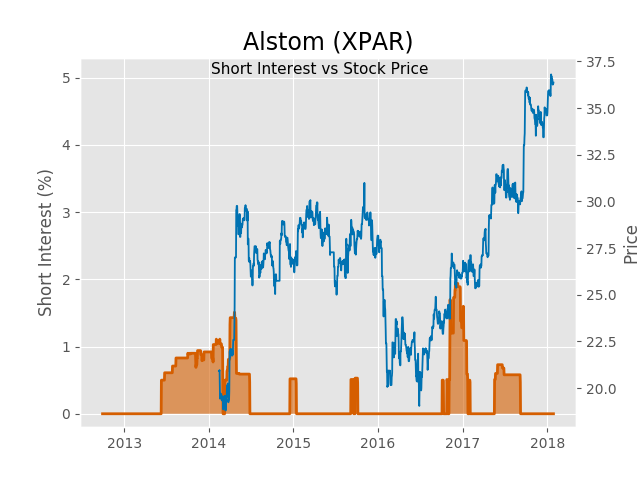 Alstom (XPAR)
Short Interest vs Stock Price
Short Interest (%)
5
4
3
2
1
0
37.5
35.0
32.5
30.0
27.5
25.0
22.5
20.0
Price
2013 2014 2015 2016 2017 2018